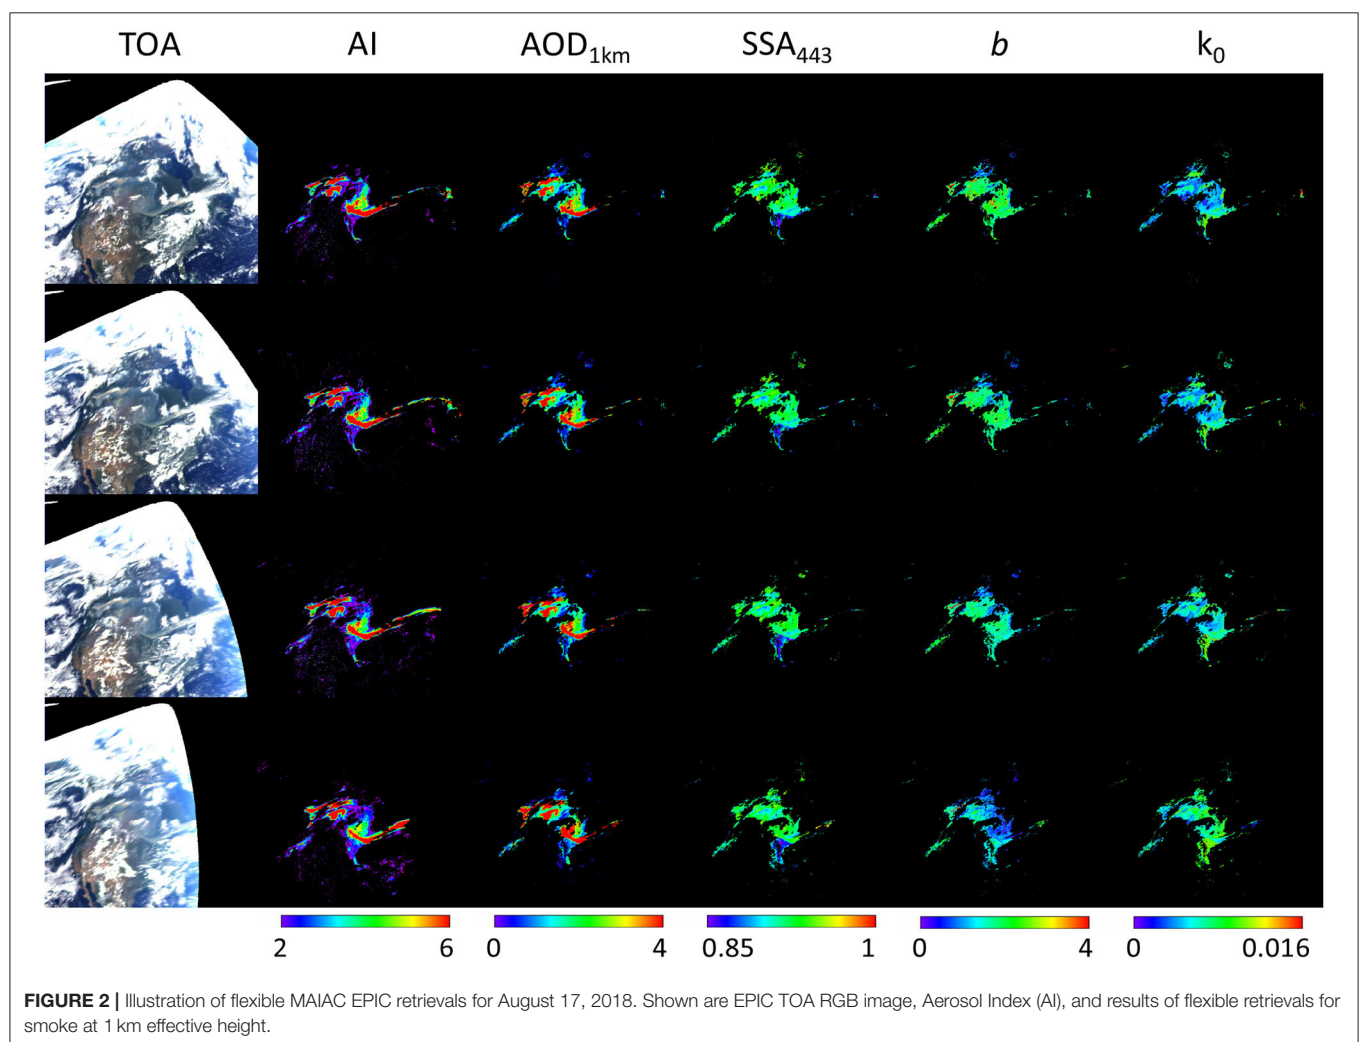 TOA AI AOD1km SSA443 b k0
2 6 0 4 0.85 1 0 4 0 0.016
FIGURE 2 | Illustration of flexible MAIAC EPIC retrievals for August 17, 2018. Shown are EPIC TOA RGB image, Aerosol Index (AI), and results of flexible retrievals for
smoke at 1 km effective height.